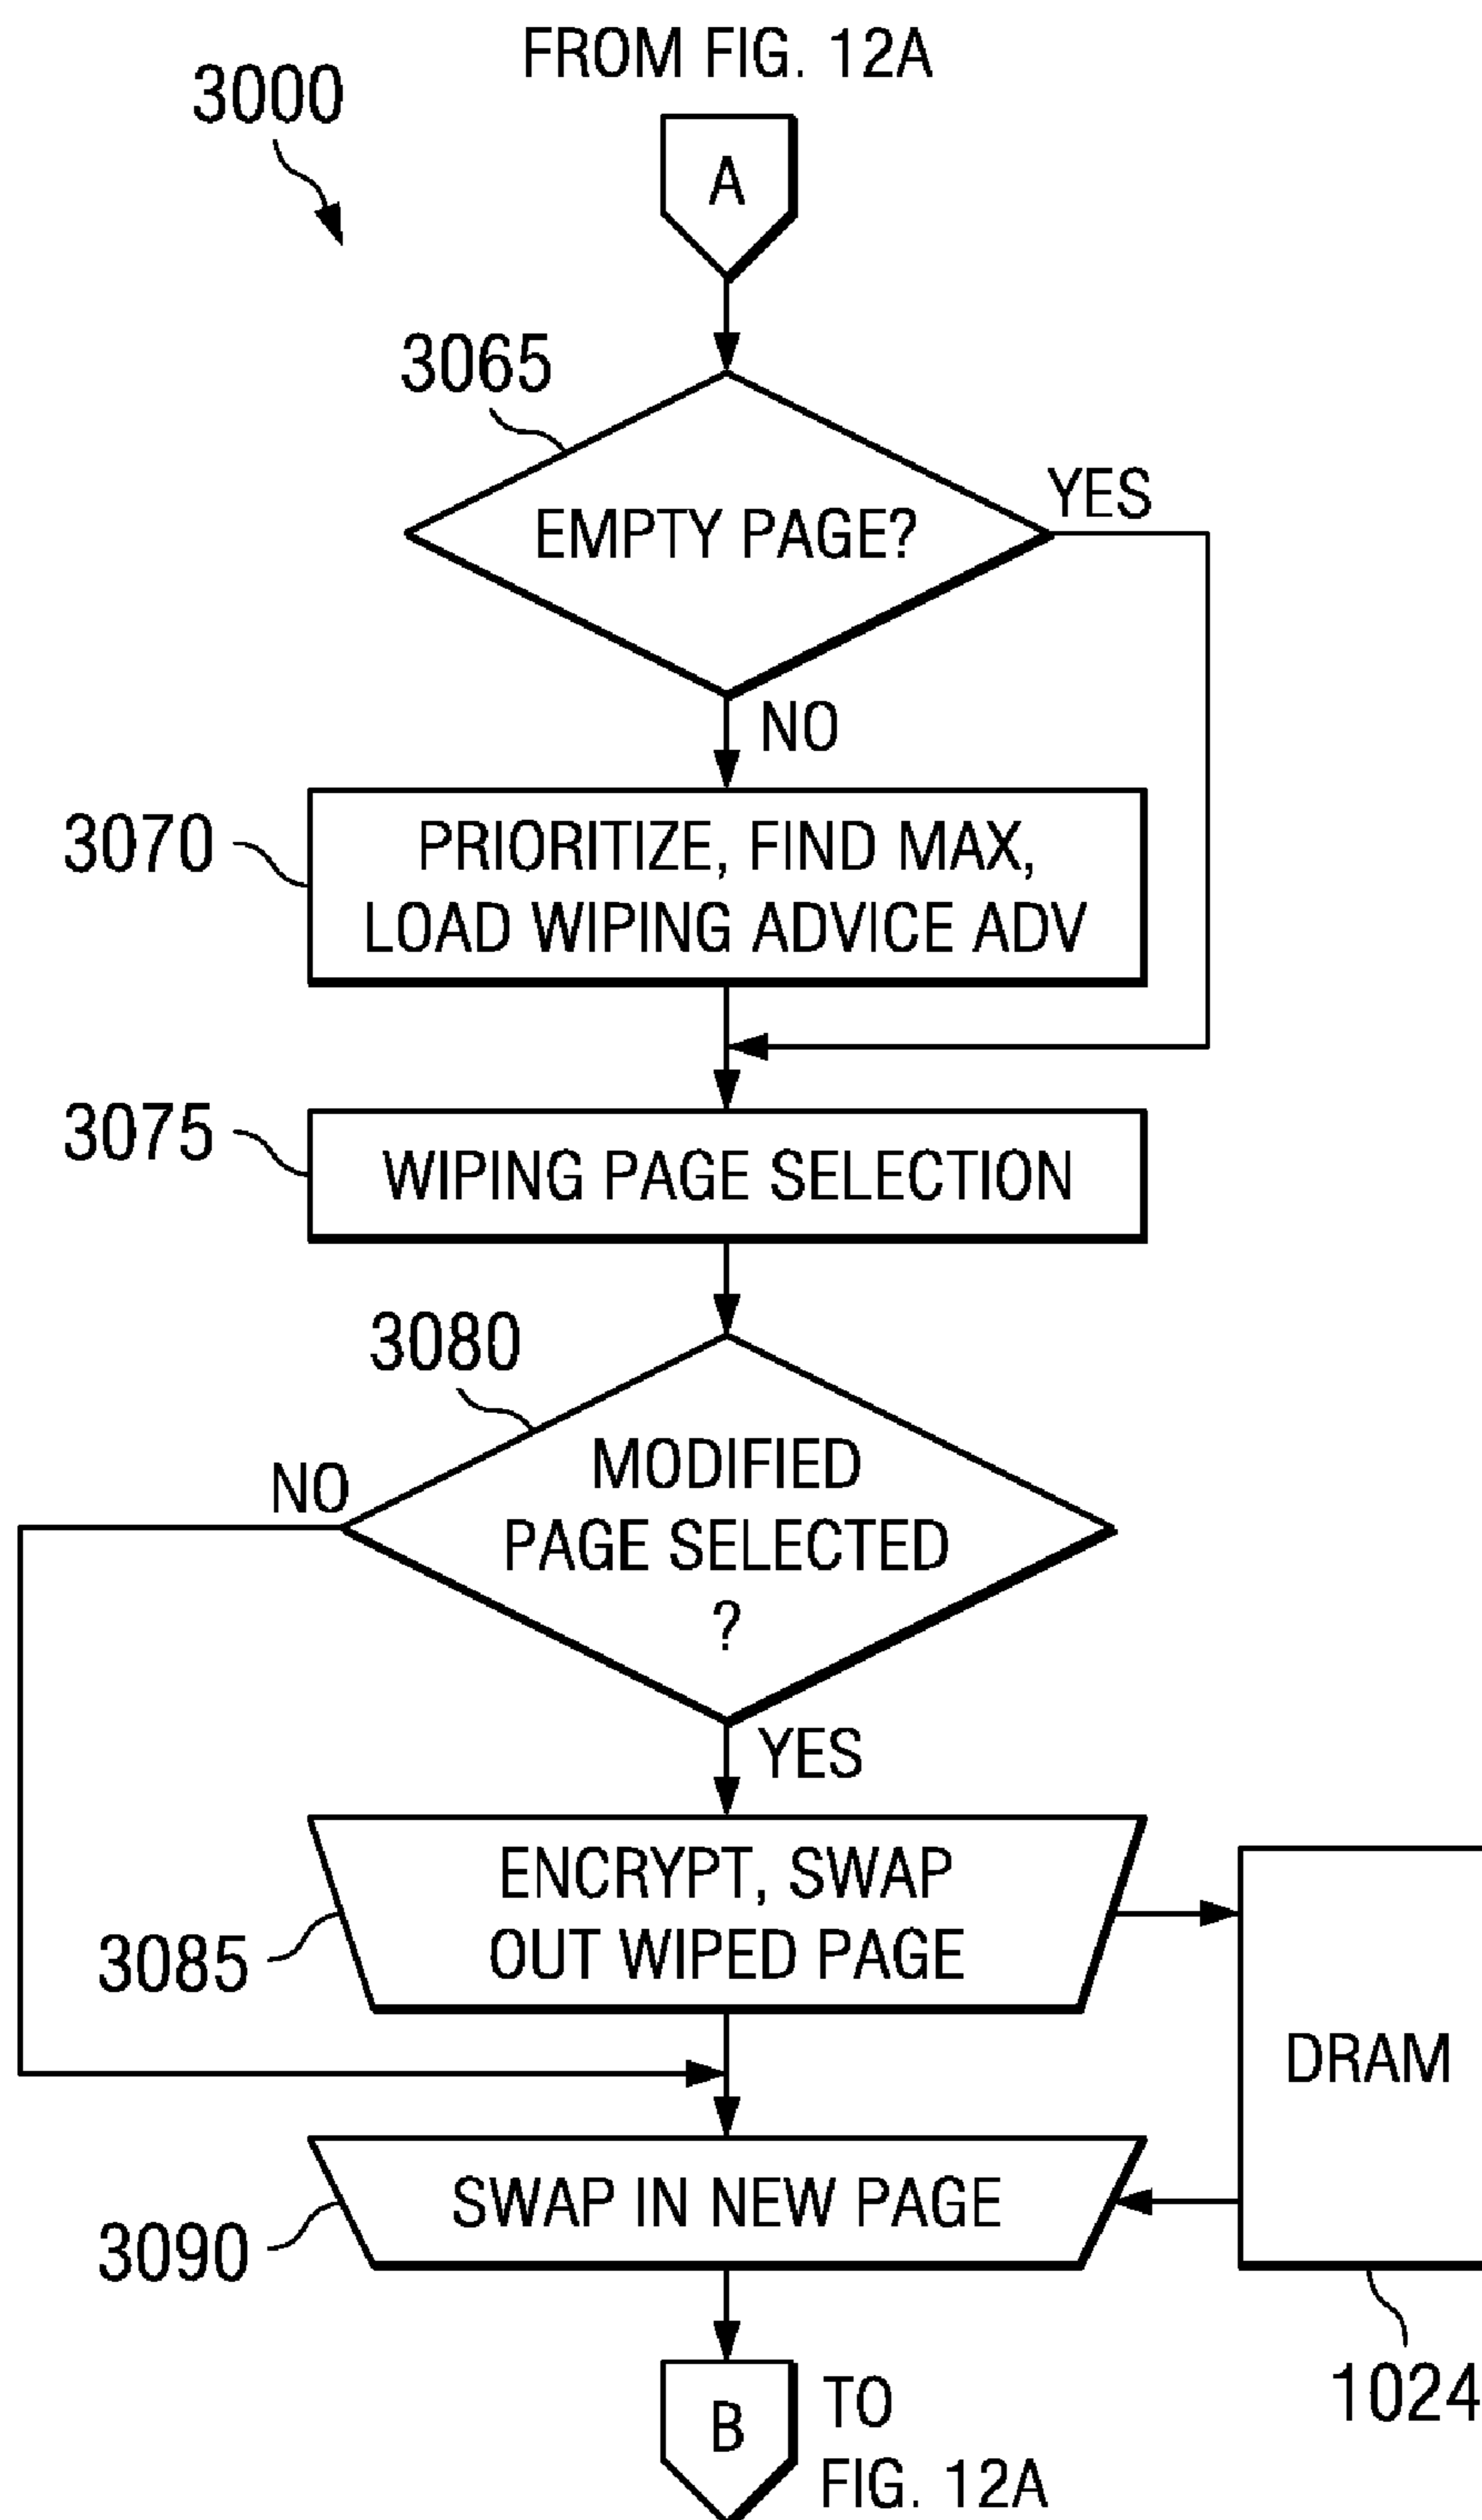 FROM FIG. 12A
3000
A
3065
EMPTY PAGE?
YES
NO
3070
PRIORITIZE, FIND MAX,
LOAD WIPING ADVICE ADV
3075
WIPING PAGE SELECTION
3080
NO
MODIFIED
PAGE SELECTED
?
YES
ENCRYPT, SWAP
OUT WIPED PAGE
3085
DRAM
SWAP IN NEW PAGE
3090
1024
B
TO
FIG. 12A